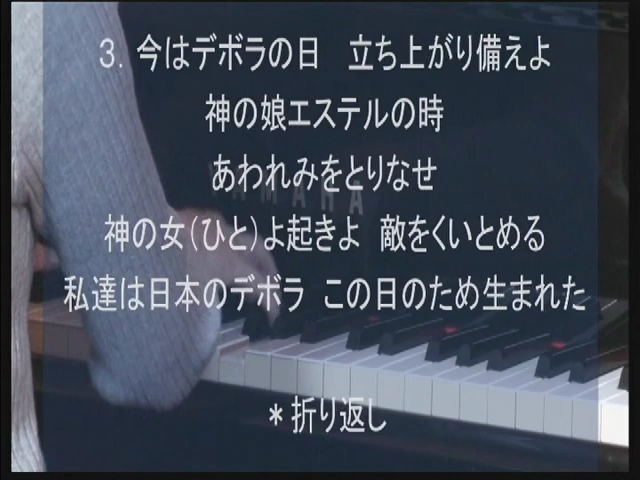 3. 今はデボラの日　立ち上がり備えよ
神の娘エステルの時
あわれみをとりなせ
YAMAHA
神の女(ひと)よ起きよ　敵をくいとめる
私達は日本のデボラ　この日のため生まれた
＊折り返し